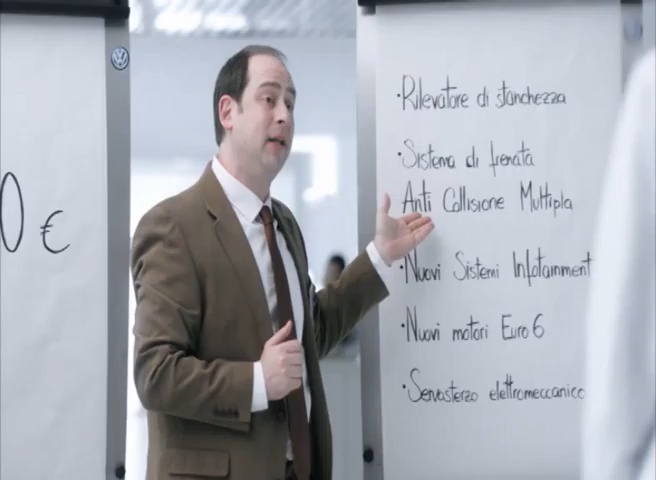 0 €
VW
• Rilevatore di stanchezza
• Sistema di frenata
Anti Collisione Multipla
• Nuovi Sistemi Infotainment
• Nuovi motori Euro 6
• Servosterzo elettromeccanico